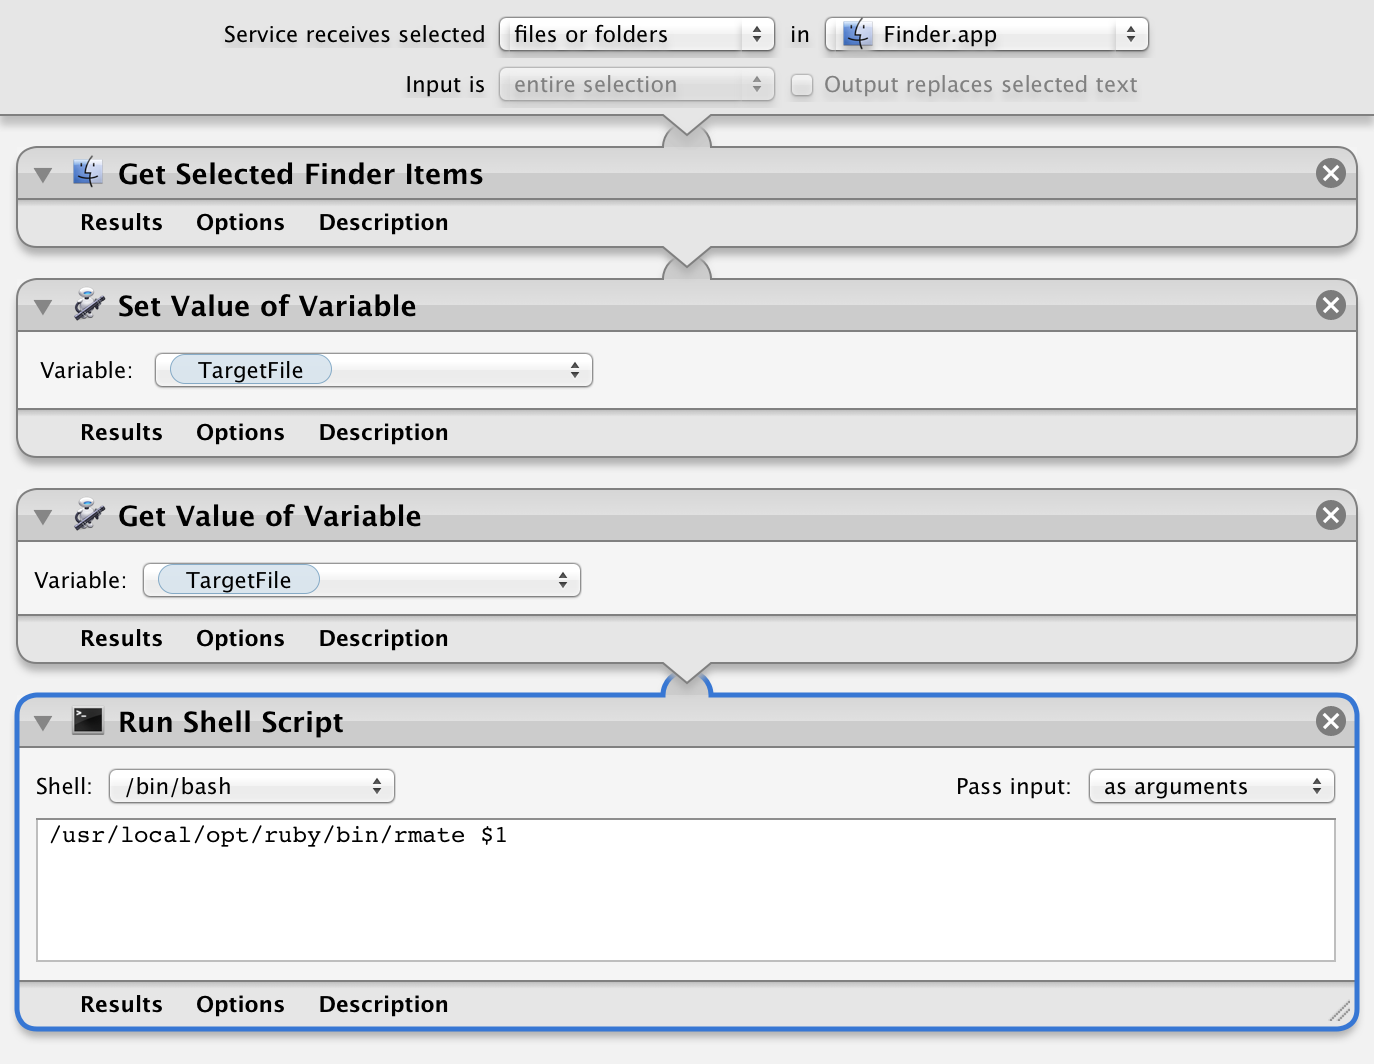 Service receives selected files or folders in Finder.app
Input is entire selection Output replaces selected text
Get Selected Finder Items
Results Options Description
Set Value of Variable
Variable: TargetFile
Results Options Description
Get Value of Variable
Variable: TargetFile
Results Options Description
Run Shell Script
Shell: /bin/bash Pass input: as arguments
/usr/local/opt/ruby/bin/rmate $1
Results Options Description